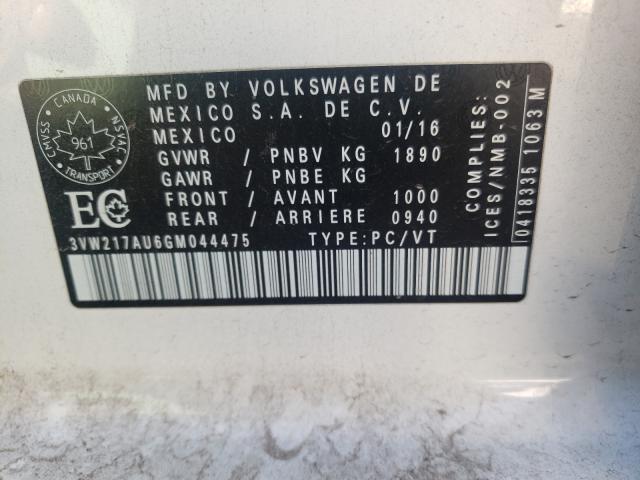 MFD BY VOLKSWAGEN DE
MEXICO S.A. DE C.V.
MEXICO 01/16
GVWR / PNBV KG 1890
GAWR / PNBE KG
FRONT / AVANT 1000
REAR / ARRIERE 0940
3VW217AU6GM044475 TYPE:PC/VT
CANADA
CMVSS
NSVAC
961
TRANSPORT
EC
COMPLIES:
ICES/NMB-002
0418335 1063 M